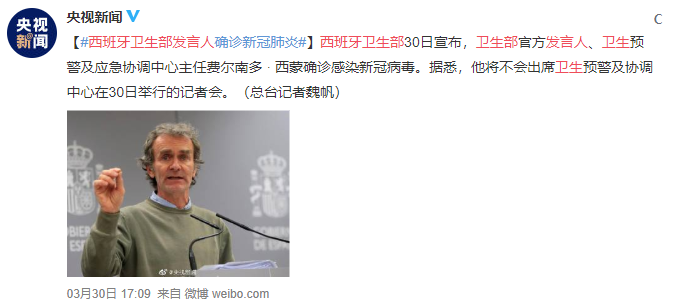 央视新闻
央视
新闻
【#西班牙卫生部发言人确诊新冠肺炎#】西班牙卫生部30日宣布，卫生部官方发言人、卫生预
警及应急协调中心主任费尔南多·西蒙确诊感染新冠病毒。据悉，他将不会出席卫生预警及协调
中心在30日举行的记者会。（总台记者魏帆）
GOBIERNO
DE ESPAÑA
03月30日 17:09 来自 微博 weibo.com